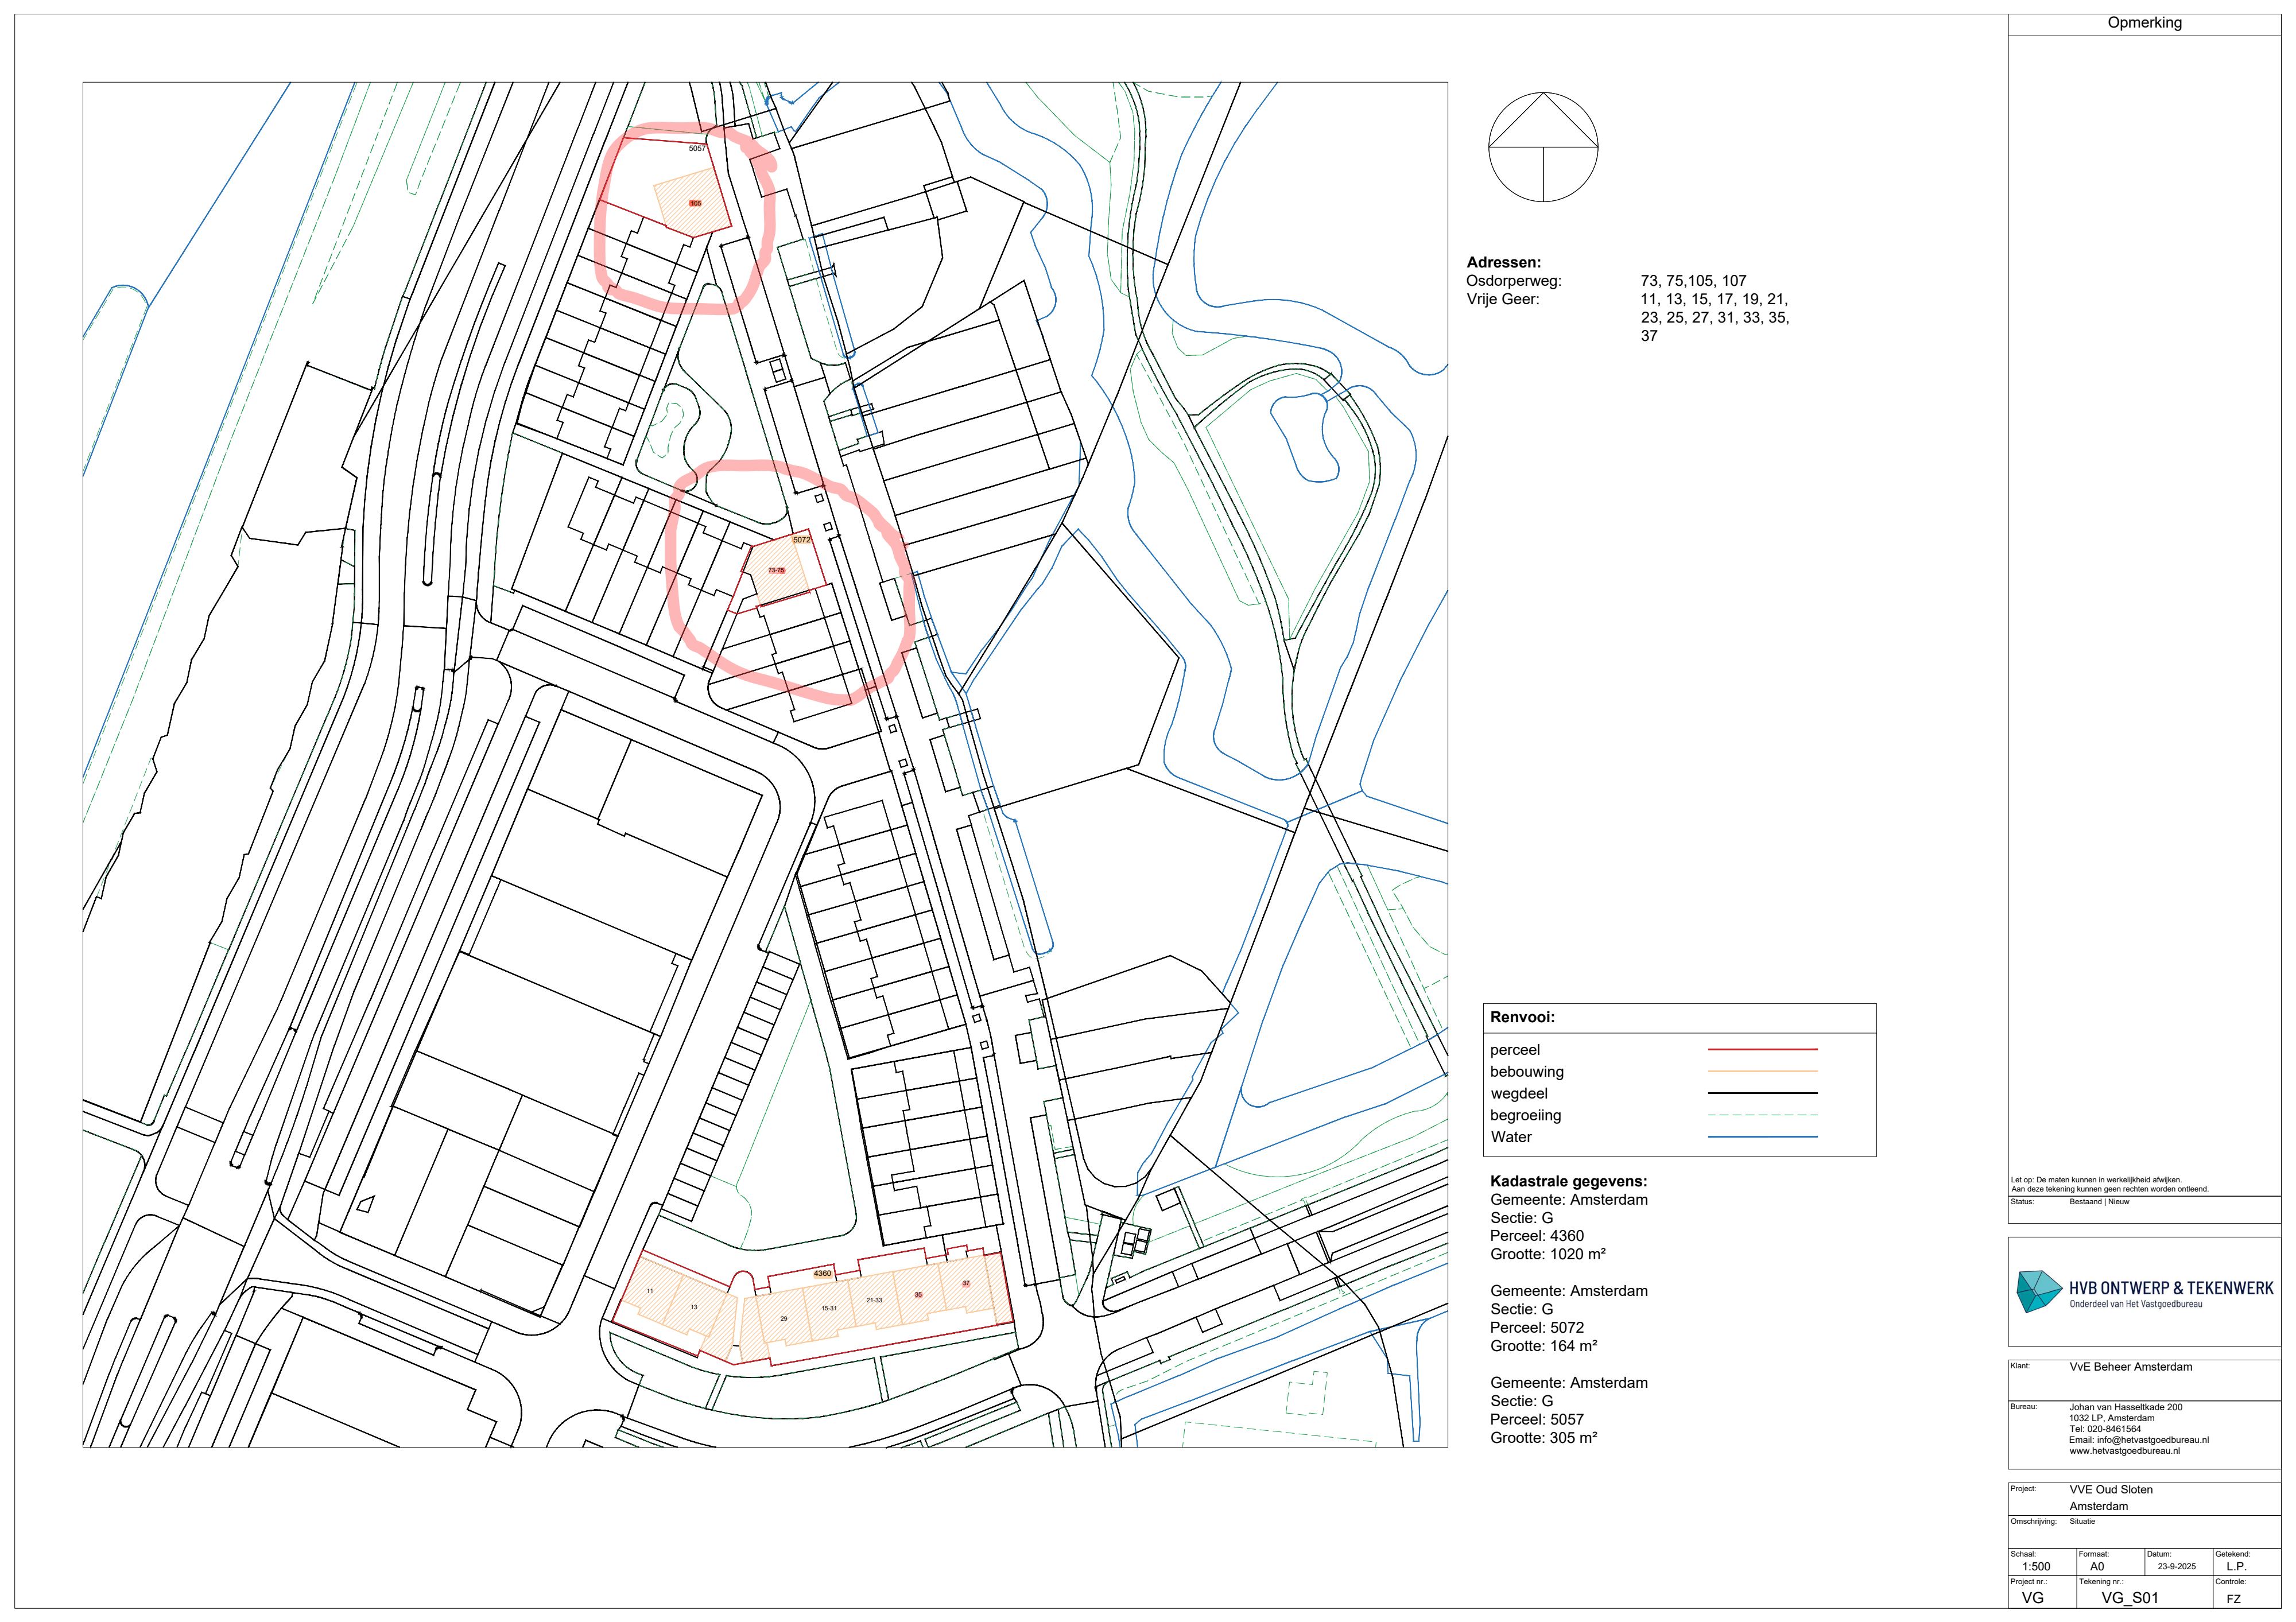 Opmerking
5057
105
5072
73-75
4360
11
13
29
15-31
21-33
35
37
Adressen:
Osdorperweg: 73, 75,105, 107
Vrije Geer: 11, 13, 15, 17, 19, 21,
23, 25, 27, 31, 33, 35,
37
Renvooi:
perceel
bebouwing
wegdeel
begroeiing
Water
Kadastrale gegevens:
Gemeente: Amsterdam
Sectie: G
Perceel: 4360
Grootte: 1020 m²
Gemeente: Amsterdam
Sectie: G
Perceel: 5072
Grootte: 164 m²
Gemeente: Amsterdam
Sectie: G
Perceel: 5057
Grootte: 305 m²
Let op: De maten kunnen in werkelijkheid afwijken.
Aan deze tekening kunnen geen rechten worden ontleend.
Status: Bestaand | Nieuw
HVB ONTWERP & TEKENWERK
Onderdeel van Het Vastgoedbureau
Klant: VvE Beheer Amsterdam
Bureau: Johan van Hasseltkade 200
1032 LP, Amsterdam
Tel: 020-8461564
Email: info@hetvastgoedbureau.nl
www.hetvastgoedbureau.nl
Project: VVE Oud Sloten
Amsterdam
Omschrijving: Situatie
Schaal: Formaat: Datum: Getekend:
1:500 A0 23-9-2025 L.P.
Project nr.: Tekening nr.: Controle:
VG VG_S01 FZ